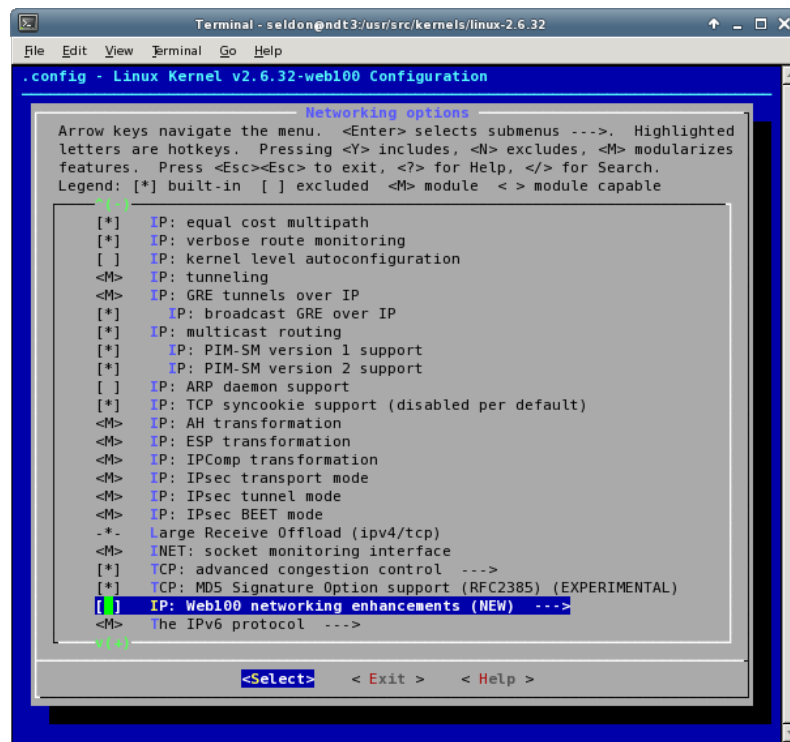 Terminal - seldon@ndt3:/usr/src/kernels/linux-2.6.32
File Edit View Terminal Go Help
.config - Linux Kernel v2.6.32-web100 Configuration
Networking options
Arrow keys navigate the menu. <Enter> selects submenus --->. Highlighted
letters are hotkeys. Pressing <Y> includes, <N> excludes, <M> modularizes
features. Press <Esc><Esc> to exit, <?> for Help, </> for Search.
Legend: [*] built-in [ ] excluded <M> module < > module capable
^(-)
[*] IP: equal cost multipath
[*] IP: verbose route monitoring
[ ] IP: kernel level autoconfiguration
<M> IP: tunneling
<M> IP: GRE tunnels over IP
[*] IP: broadcast GRE over IP
[*] IP: multicast routing
[*] IP: PIM-SM version 1 support
[*] IP: PIM-SM version 2 support
[ ] IP: ARP daemon support
[*] IP: TCP syncookie support (disabled per default)
<M> IP: AH transformation
<M> IP: ESP transformation
<M> IP: IPComp transformation
<M> IP: IPsec transport mode
<M> IP: IPsec tunnel mode
<M> IP: IPsec BEET mode
-*- Large Receive Offload (ipv4/tcp)
<M> INET: socket monitoring interface
[*] TCP: advanced congestion control --->
[*] TCP: MD5 Signature Option support (RFC2385) (EXPERIMENTAL)
[ ] IP: Web100 networking enhancements (NEW) --->
<M> The IPv6 protocol --->
v(+)
<Select> < Exit > < Help >